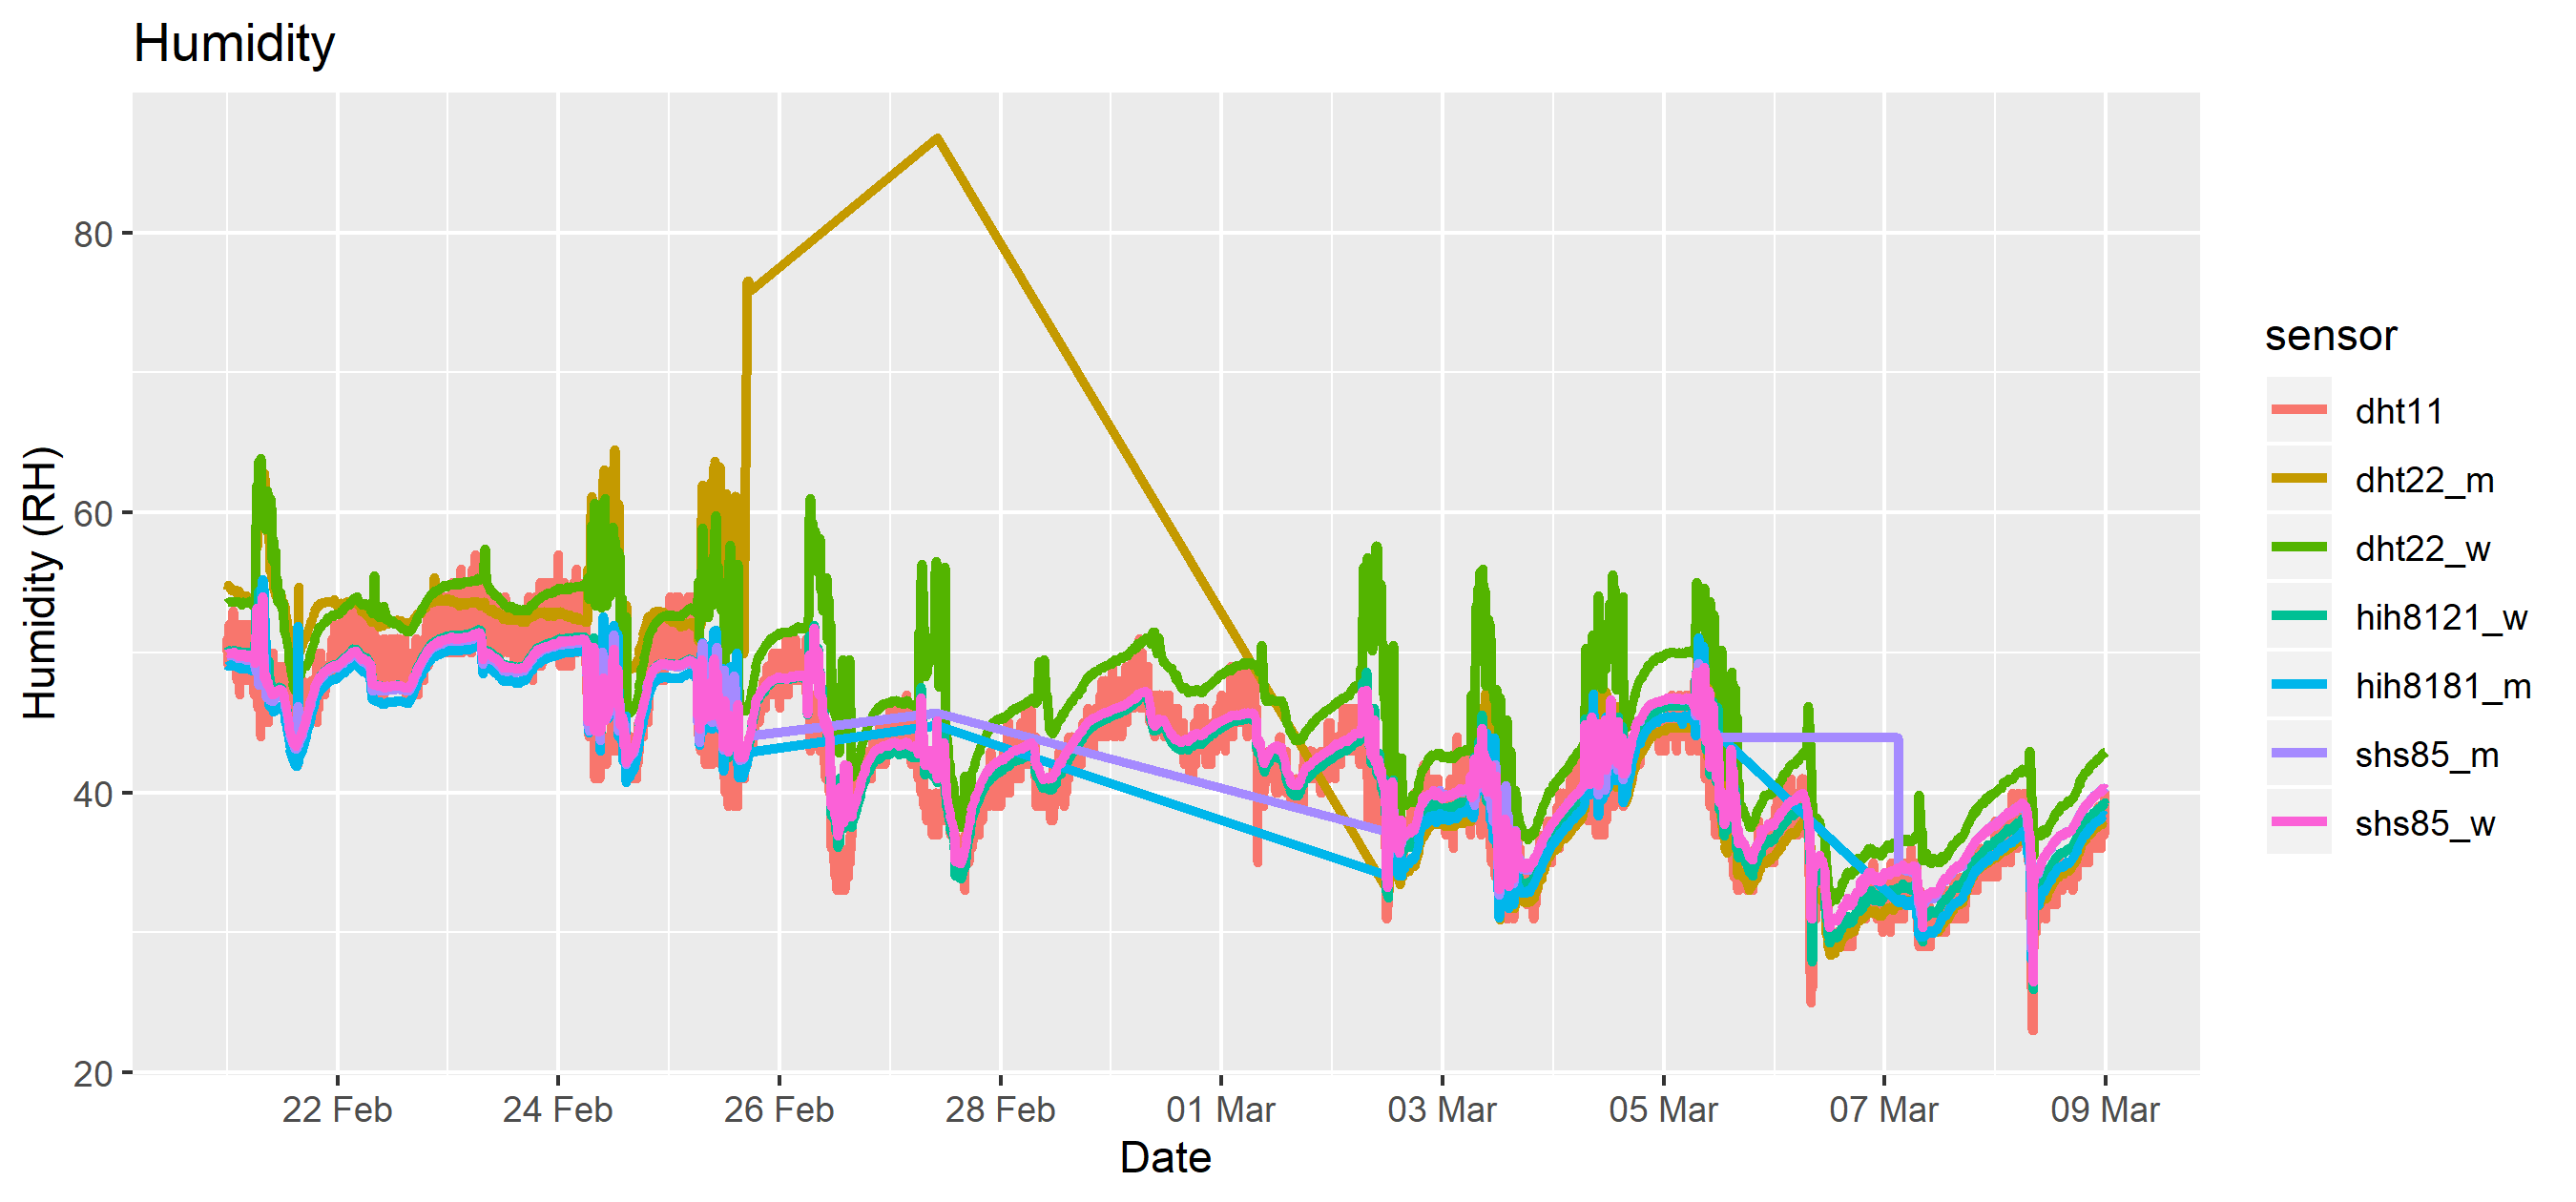 Humidity
Humidity (RH)
80
60
40
20
22 Feb
24 Feb
26 Feb
28 Feb
01 Mar
03 Mar
05 Mar
07 Mar
09 Mar
Date
sensor
dht11
dht22_m
dht22_w
hih8121_w
hih8181_m
shs85_m
shs85_w